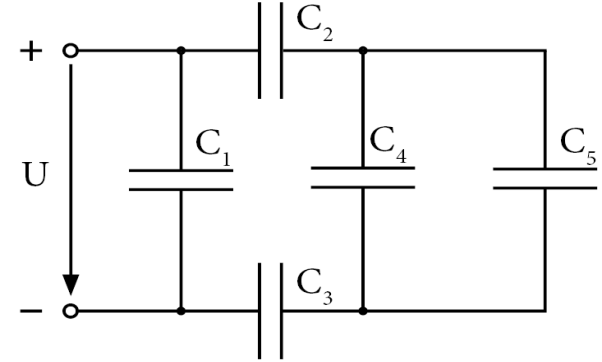 +
C₂
U
C₁
C₄
C₅
C₃
−